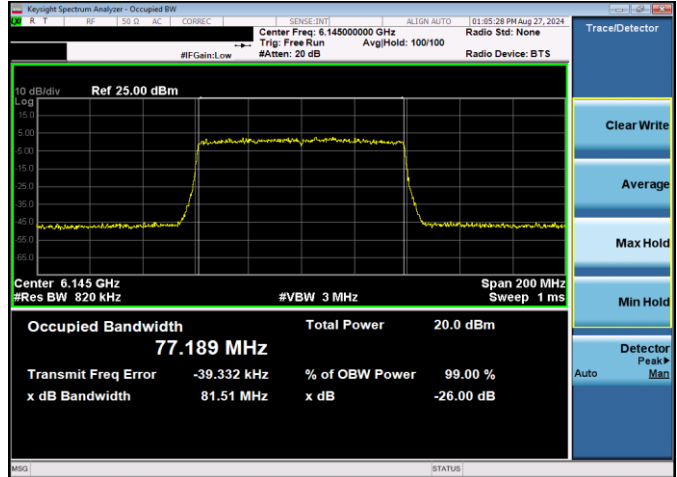 Keysight Spectrum Analyzer - Occupied BW
R T RF 50 Ω AC CORREC SENSE:INT ALIGN AUTO 01:05:28 PM Aug 27, 2024
Center Freq: 6.145000000 GHz Radio Std: None
Trig: Free Run Avg|Hold: 100/100
#IFGain:Low #Atten: 20 dB Radio Device: BTS
Trace/Detector
10 dB/div Ref 25.00 dBm
Log
15.0
5.00
-5.00
-15.0
-25.0
-35.0
-45.0
-55.0
-65.0
Center 6.145 GHz Span 200 MHz
#Res BW 820 kHz #VBW 3 MHz Sweep 1 ms
Occupied Bandwidth Total Power 20.0 dBm
77.189 MHz
Transmit Freq Error -39.332 kHz % of OBW Power 99.00 %
x dB Bandwidth 81.51 MHz x dB -26.00 dB
Clear Write
Average
Max Hold
Min Hold
Detector
Peak▶
Auto Man
MSG STATUS